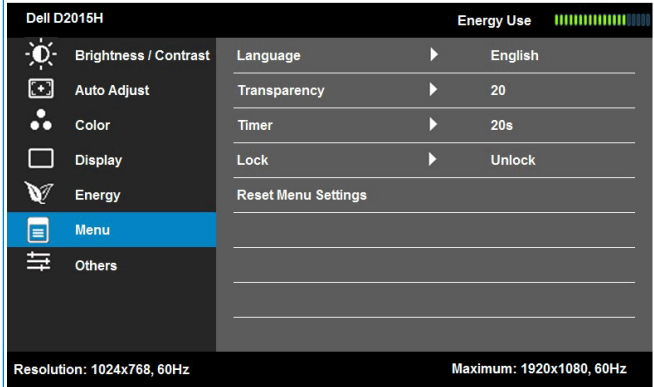 Dell D2015H Energy Use
Brightness / Contrast Language English
Auto Adjust Transparency 20
Color Timer 20s
Display Lock Unlock
Energy Reset Menu Settings
Menu
Others
Resolution: 1024x768, 60Hz Maximum: 1920x1080, 60Hz